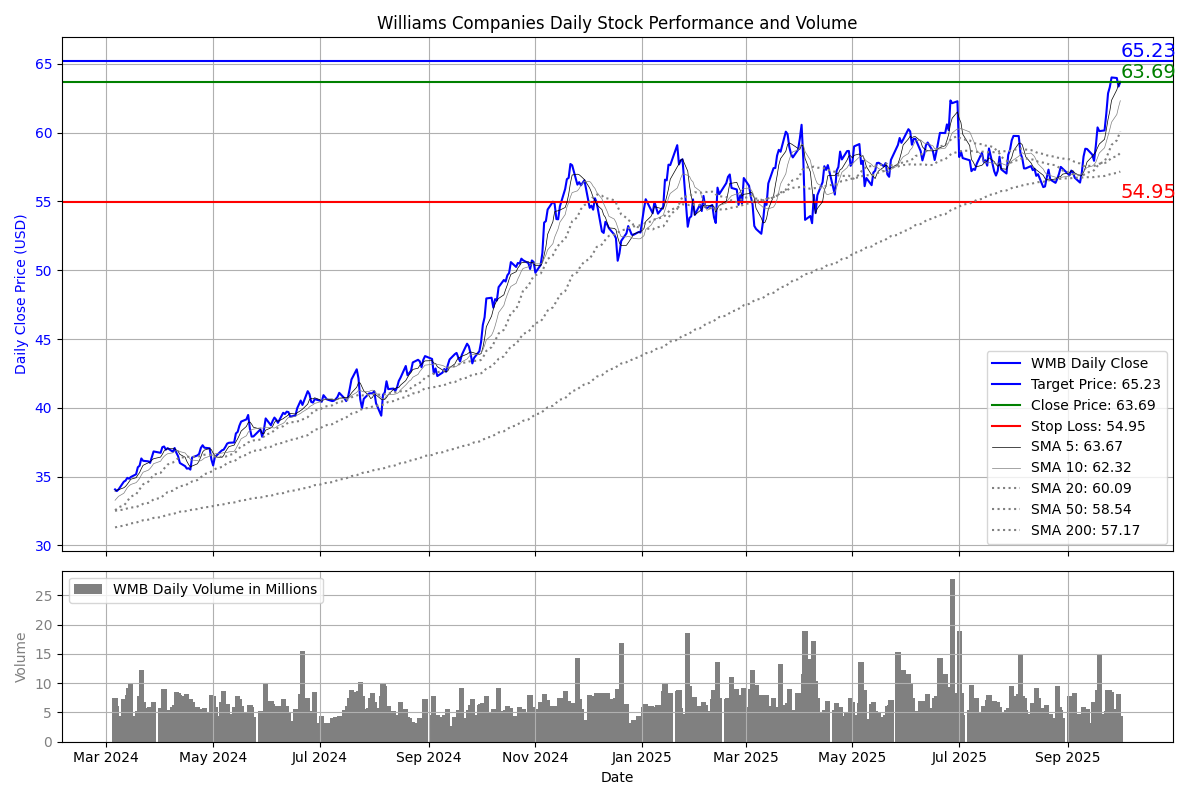 Williams Companies Daily Stock Performance and Volume
65.23
63.69
54.95
Daily Close Price (USD)
65
60
55
50
45
40
35
30
WMB Daily Close
Target Price: 65.23
Close Price: 63.69
Stop Loss: 54.95
SMA 5: 63.67
SMA 10: 62.32
SMA 20: 60.09
SMA 50: 58.54
SMA 200: 57.17
WMB Daily Volume in Millions
Volume
25
20
15
10
5
0
Mar 2024 May 2024 Jul 2024 Sep 2024 Nov 2024 Jan 2025 Mar 2025 May 2025 Jul 2025 Sep 2025
Date